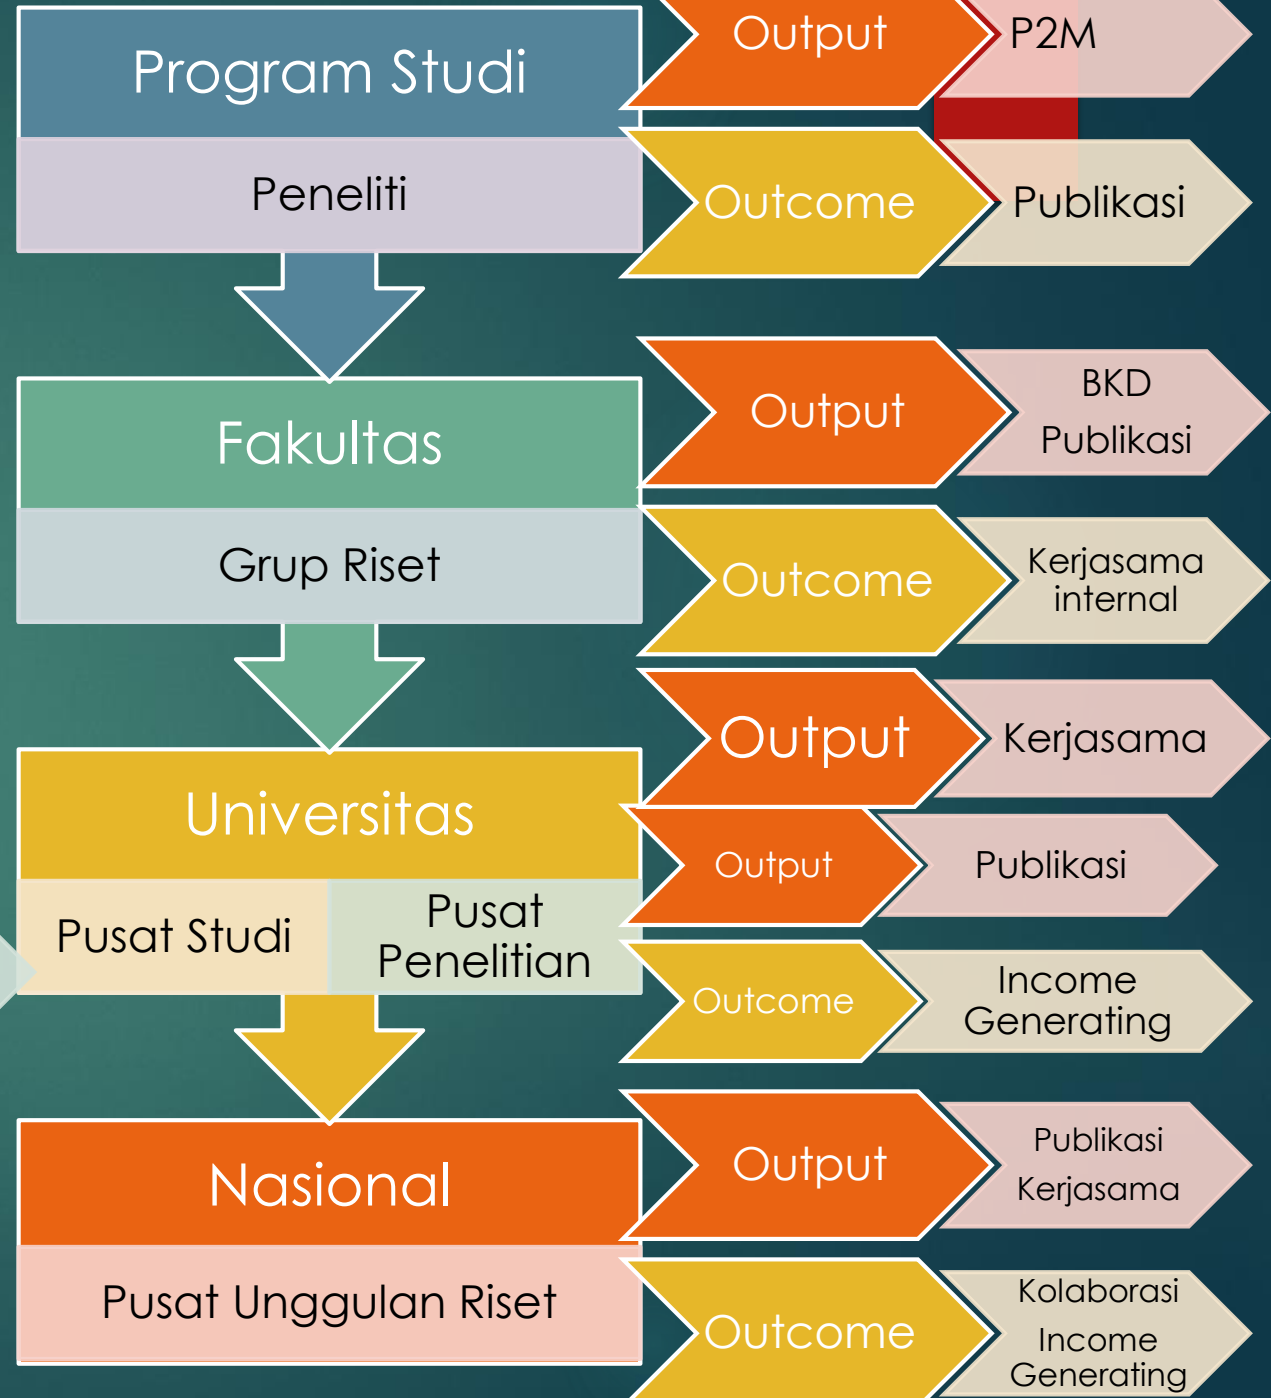 Program Studi
Peneliti
Output
P2M
Outcome
Publikasi
Fakultas
Grup Riset
Output
BKD
Publikasi
Outcome
Kerjasama
internal
Universitas
Pusat Studi
Pusat
Penelitian
Output
Kerjasama
Output
Publikasi
Outcome
Income
Generating
Nasional
Pusat Unggulan Riset
Output
Publikasi
Kerjasama
Outcome
Kolaborasi
Income
Generating